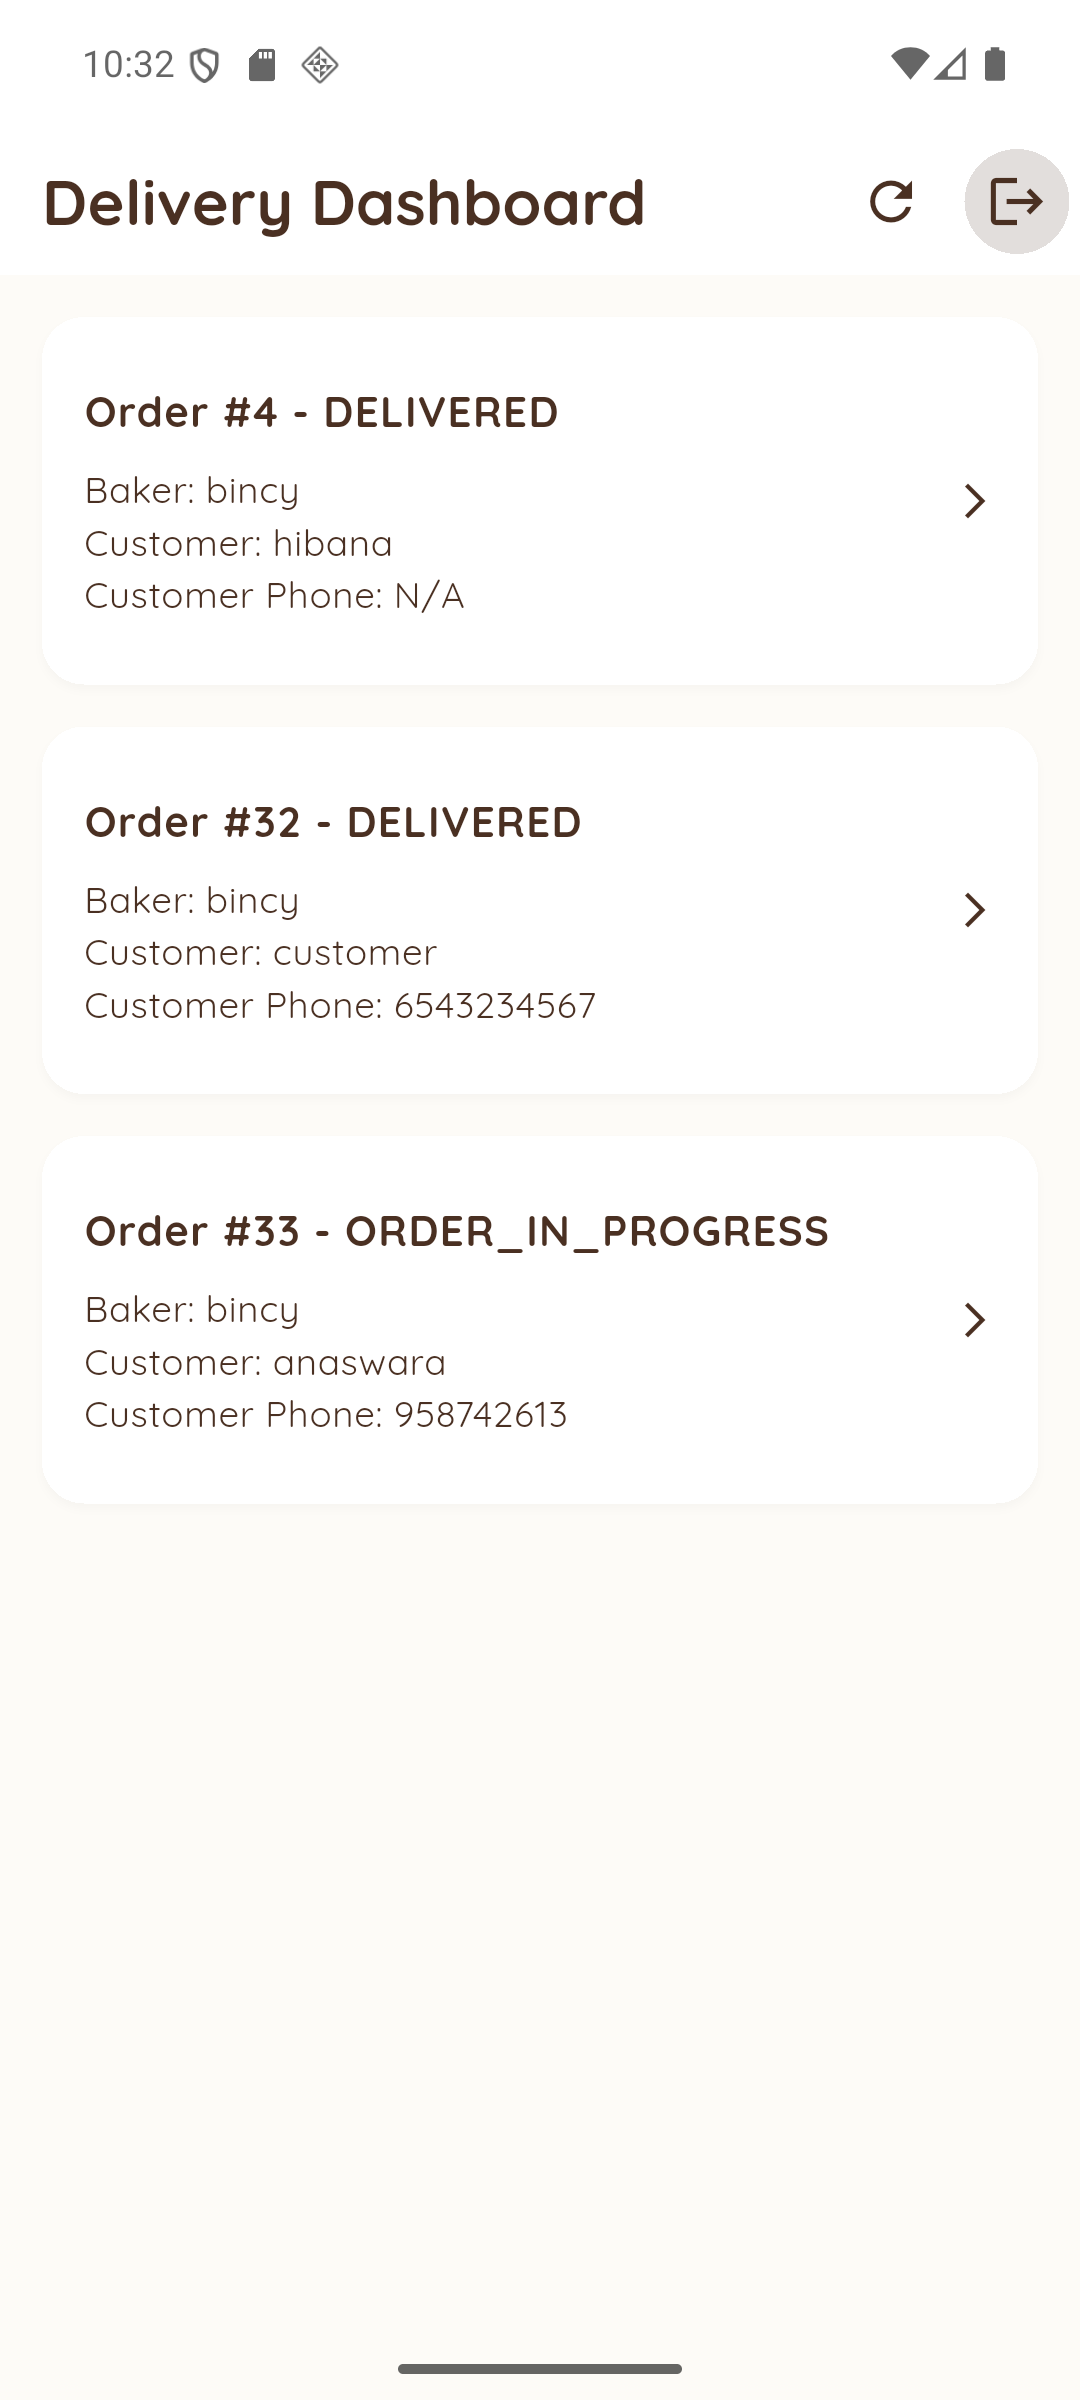 10:32
Delivery Dashboard
Order #4 - DELIVERED
Baker: bincy
Customer: hibana
Customer Phone: N/A
Order #32 - DELIVERED
Baker: bincy
Customer: customer
Customer Phone: 6543234567
Order #33 - ORDER_IN_PROGRESS
Baker: bincy
Customer: anaswara
Customer Phone: 958742613